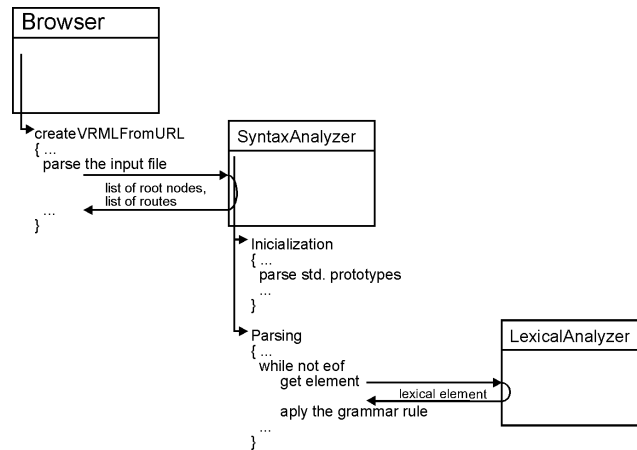 Browser
createVRMLFromURL
{ ...
parse the input file
list of root nodes,
list of routes
...
}
SyntaxAnalyzer
Inicialization
{ ...
parse std. prototypes
...
}
Parsing
{ ...
while not eof
get element
lexical element
aply the grammar rule
...
}
LexicalAnalyzer